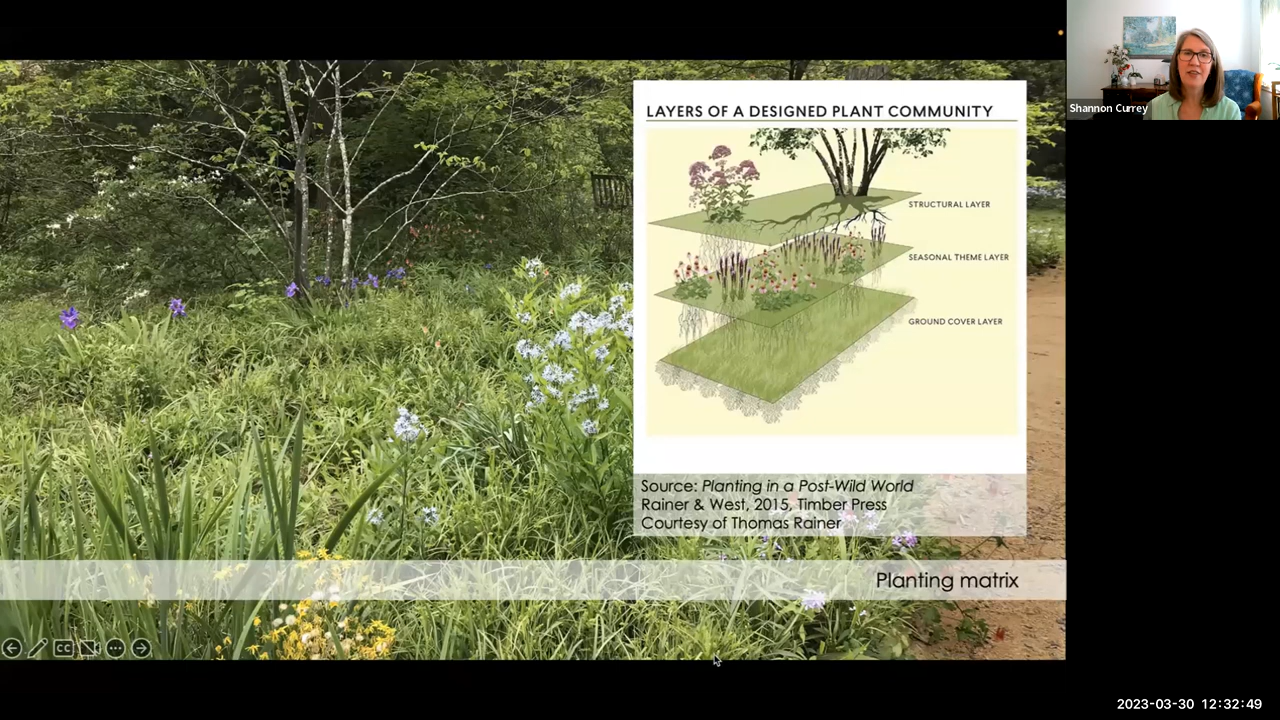 Shannon Currey
LAYERS OF A DESIGNED PLANT COMMUNITY
STRUCTURAL LAYER
SEASONAL THEME LAYER
GROUND COVER LAYER
Source: Planting in a Post-Wild World
Rainer & West, 2015, Timber Press
Courtesy of Thomas Rainer
Planting matrix
CC
2023-03-30 12:32:49